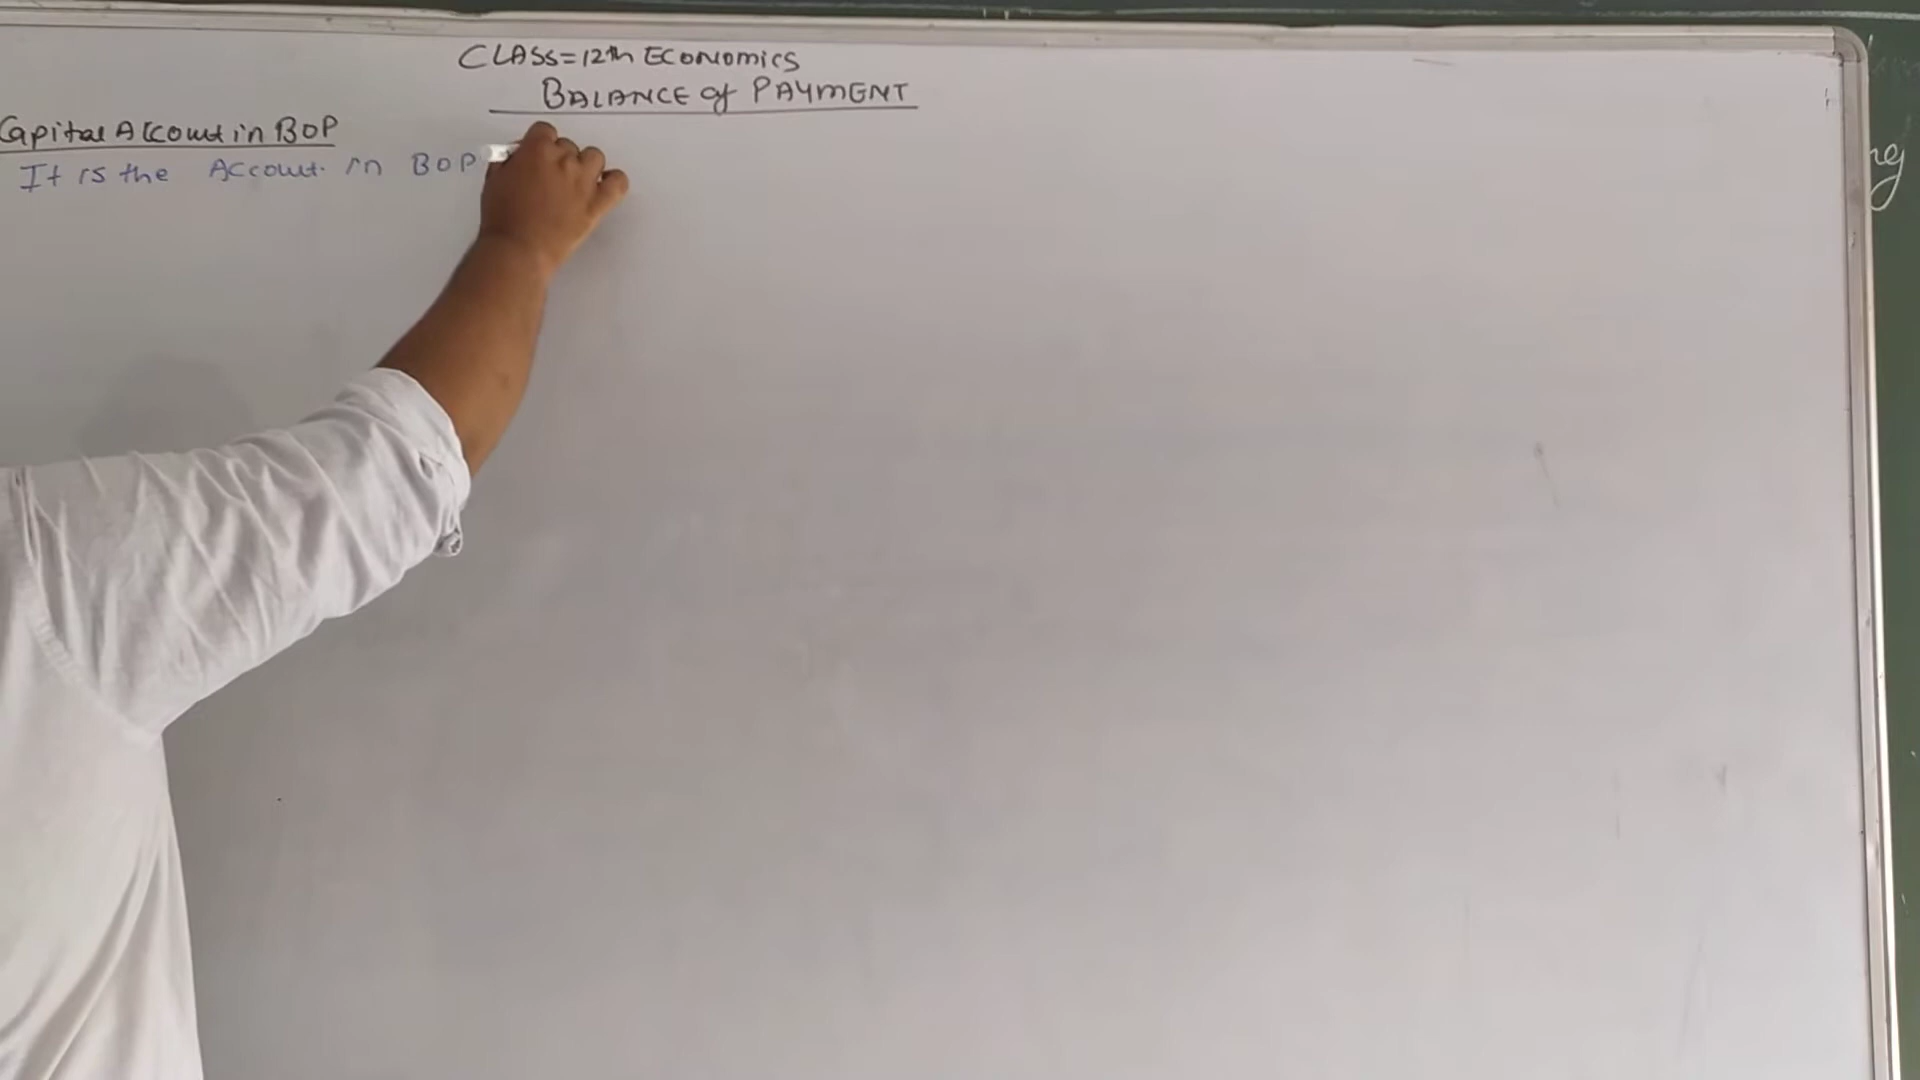 CLASS=12th ECONOMICS
BALANCE of PAYMENT
Capital Account in BOP
It is the Account in BOP